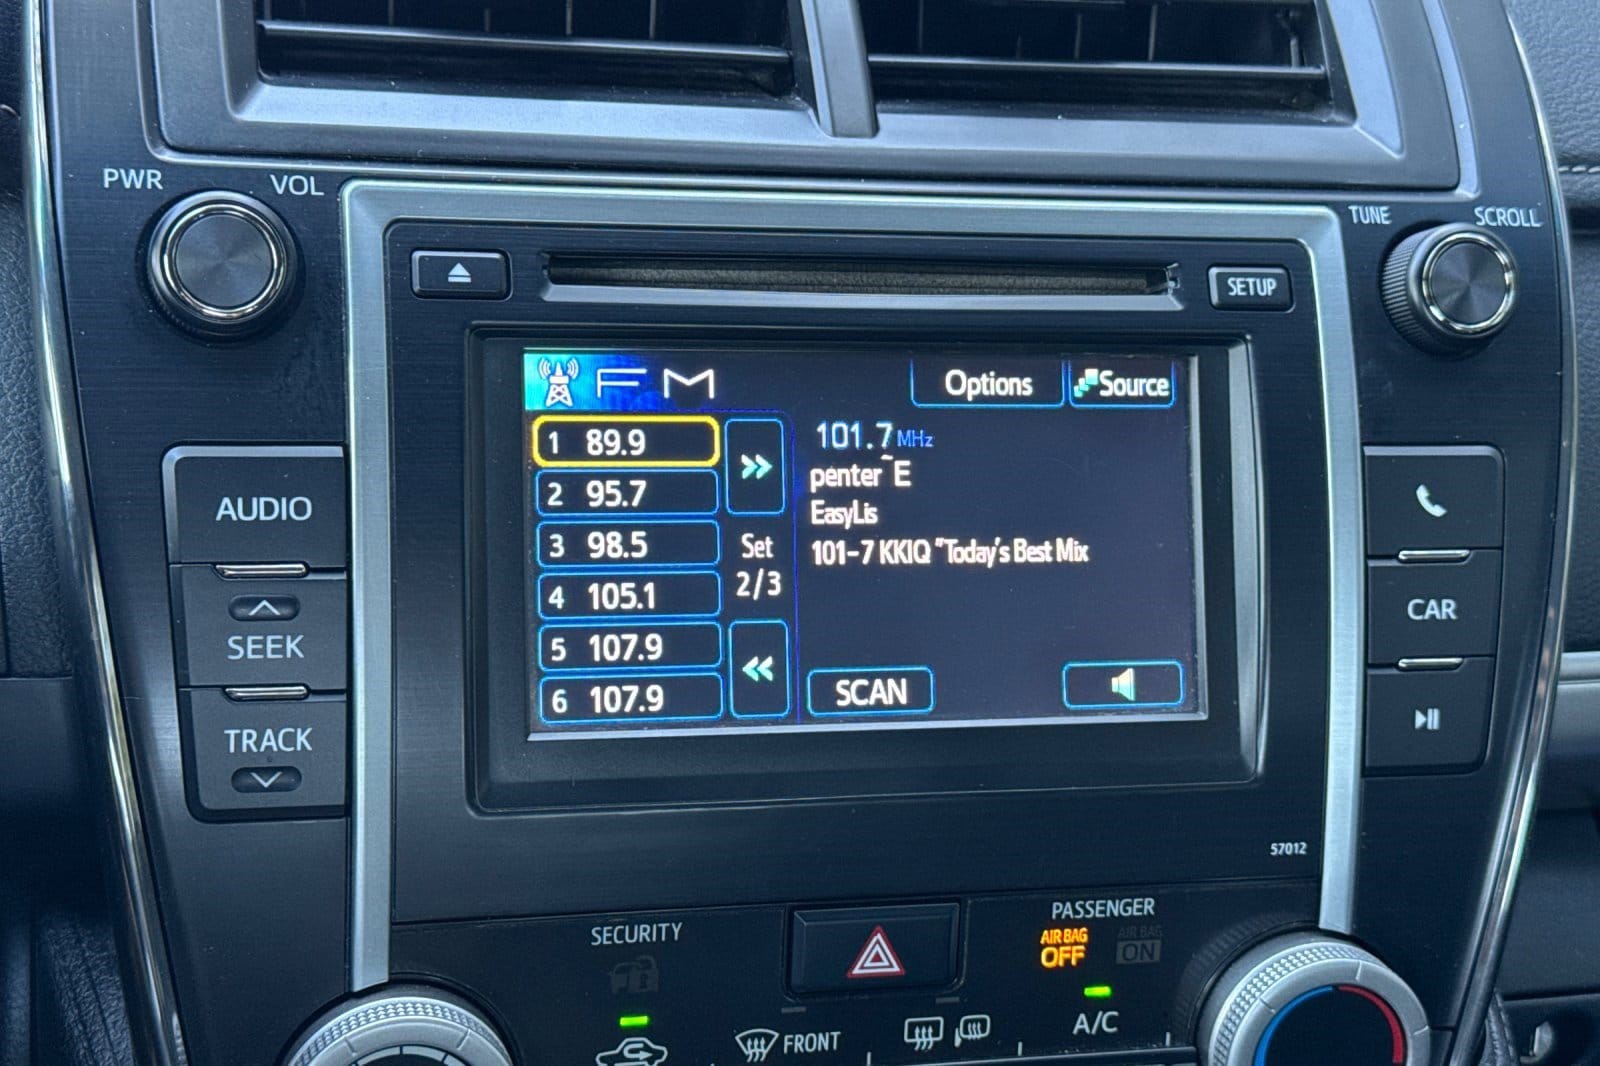 PWR VOL
TUNE SCROLL
SETUP
FM
Options
Source
1 89.9
2 95.7
3 98.5
4 105.1
5 107.9
6 107.9
Set
2/3
101.7 MHz
penter ~E
EasyLis
101-7 KKIQ "Today's Best Mix
SCAN
AUDIO
SEEK
TRACK
CAR
57012
SECURITY
PASSENGER
AIR BAG
OFF
AIR BAG
ON
FRONT
A/C